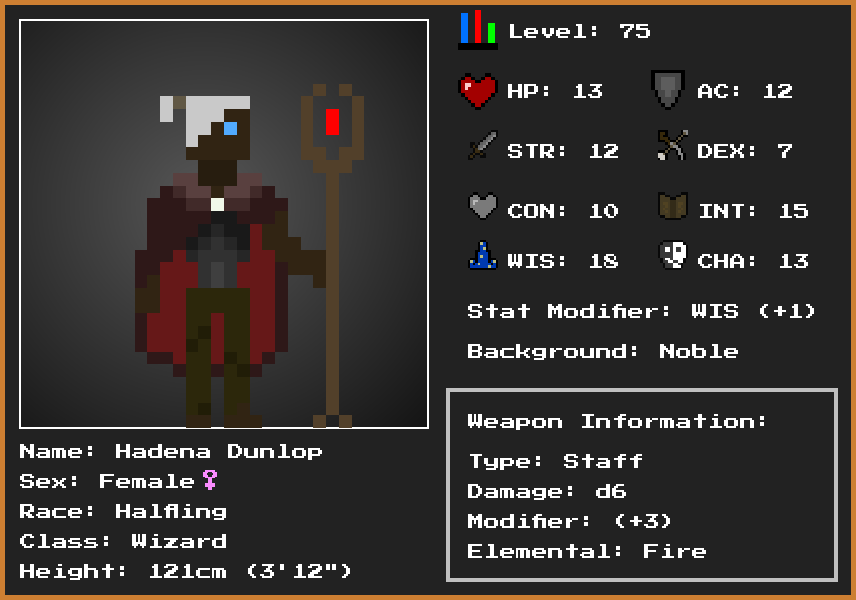 Level: 75
HP: 13 AC: 12
STR: 12 DEX: 7
CON: 10 INT: 15
WIS: 18 CHA: 13
Stat Modifier: WIS (+1)
Background: Noble
Weapon Information:
Type: Staff
Damage: d6
Modifier: (+3)
Elemental: Fire
Name: Hadena Dunlop
Sex: Female♀
Race: Halfling
Class: Wizard
Height: 121cm (3'12")